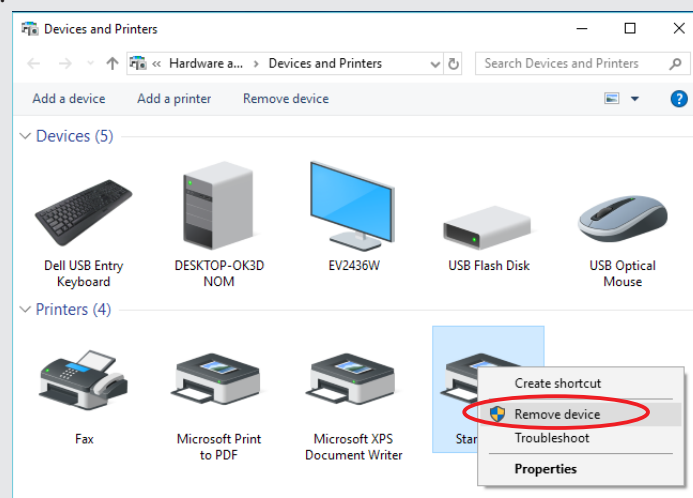 Devices and Printers
« Hardware a... › Devices and Printers
Search Devices and Printers
Add a device Add a printer Remove device
Devices (5)
Dell USB Entry
Keyboard
DESKTOP-OK3D
NOM
EV2436W
USB Flash Disk
USB Optical
Mouse
Printers (4)
Fax
Microsoft Print
to PDF
Microsoft XPS
Document Writer
Create shortcut
Remove device
Troubleshoot
Properties